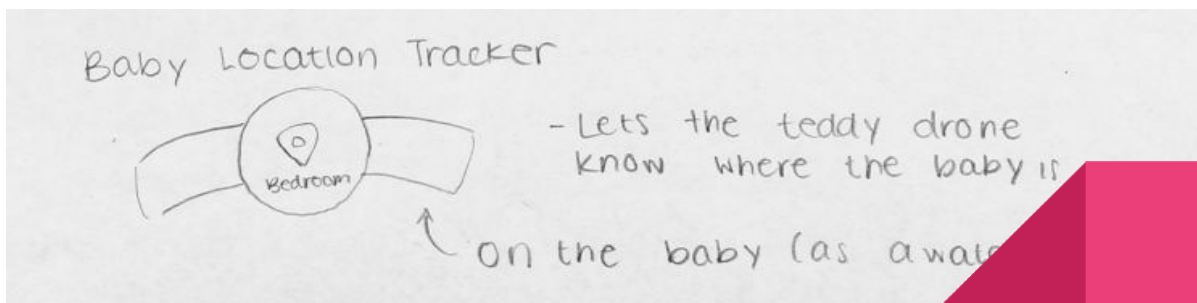 Baby Location Tracker
Bedroom
- Lets the teddy drone
know where the baby is
On the baby (as a